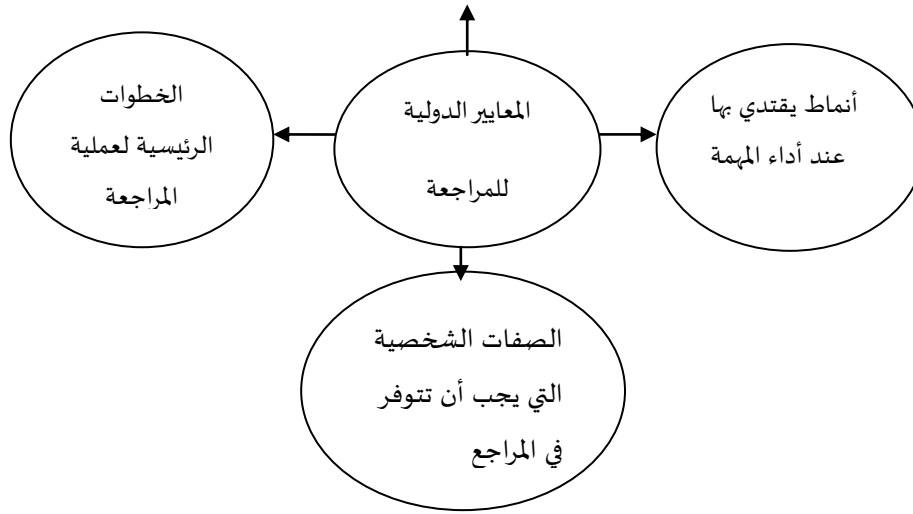 المعايير الدولية
للمراجعة
أنماط يقتدي بها
عند أداء المهمة
الخطوات
الرئيسية لعملية
المراجعة
الصفات الشخصية
التي يجب أن تتوفر
في المراجع